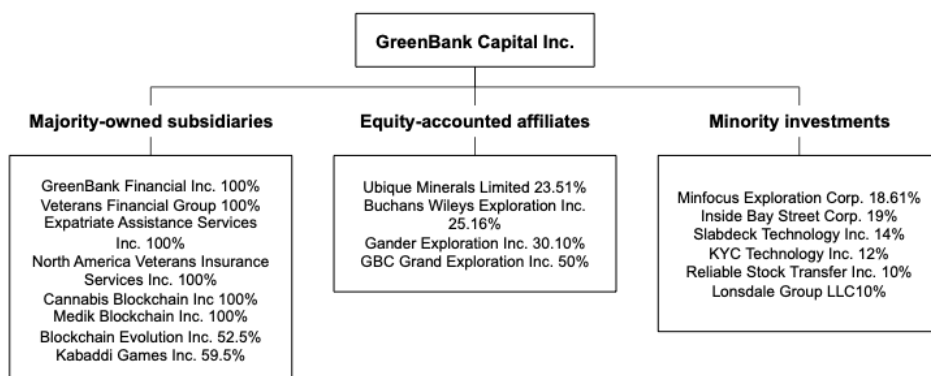 GreenBank Capital Inc.
Majority-owned subsidiaries
GreenBank Financial Inc. 100%
Veterans Financial Group 100%
Expatriate Assistance Services
Inc. 100%
North America Veterans Insurance
Services Inc. 100%
Cannabis Blockchain Inc 100%
Medik Blockchain Inc. 100%
Blockchain Evolution Inc. 52.5%
Kabaddi Games Inc. 59.5%
Equity-accounted affiliates
Ubique Minerals Limited 23.51%
Buchans Wileys Exploration Inc.
25.16%
Gander Exploration Inc. 30.10%
GBC Grand Exploration Inc. 50%
Minority investments
Minfocus Exploration Corp. 18.61%
Inside Bay Street Corp. 19%
Slabdeck Technology Inc. 14%
KYC Technology Inc. 12%
Reliable Stock Transfer Inc. 10%
Lonsdale Group LLC10%